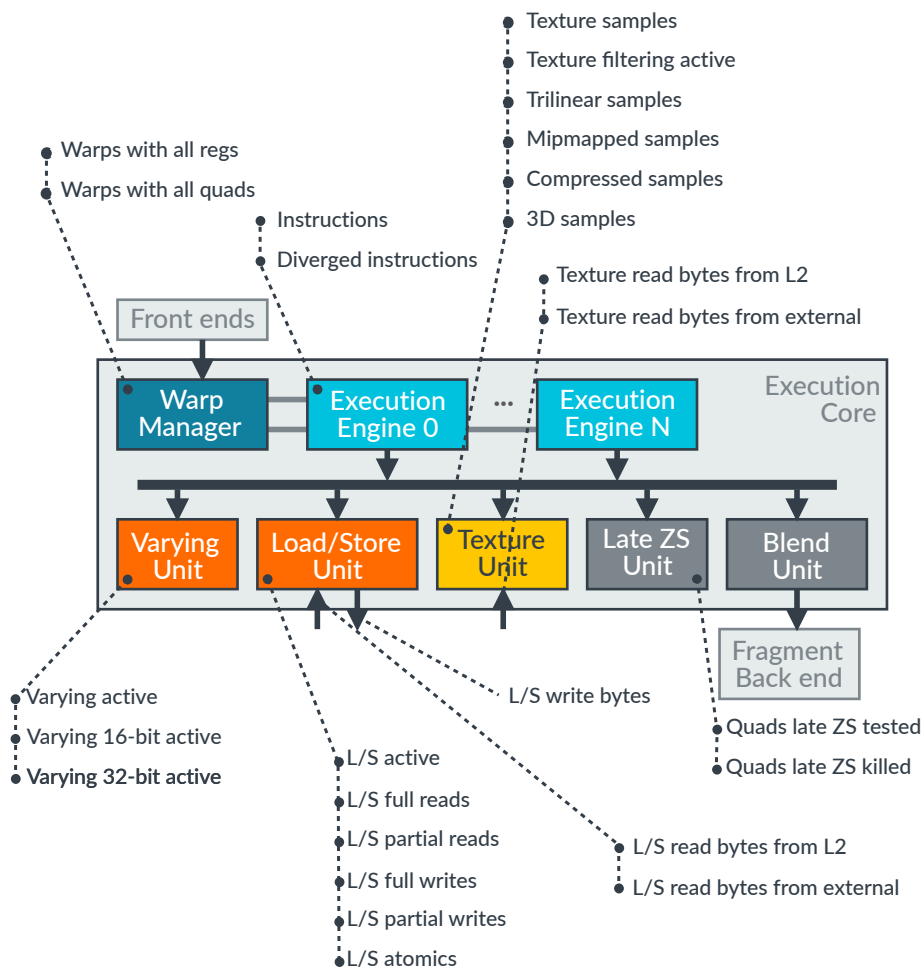 Texture samples
Texture filtering active
Trilinear samples
Mipmapped samples
Compressed samples
3D samples
Warps with all regs
Warps with all quads
Instructions
Diverged instructions
Texture read bytes from L2
Texture read bytes from external
Front ends
Execution
Core
Warp
Manager
Execution
Engine 0
...
Execution
Engine N
Varying
Unit
Load/Store
Unit
Texture
Unit
Late ZS
Unit
Blend
Unit
Fragment
Back end
Varying active
Varying 16-bit active
Varying 32-bit active
L/S write bytes
Quads late ZS tested
Quads late ZS killed
L/S active
L/S full reads
L/S partial reads
L/S full writes
L/S partial writes
L/S atomics
L/S read bytes from L2
L/S read bytes from external